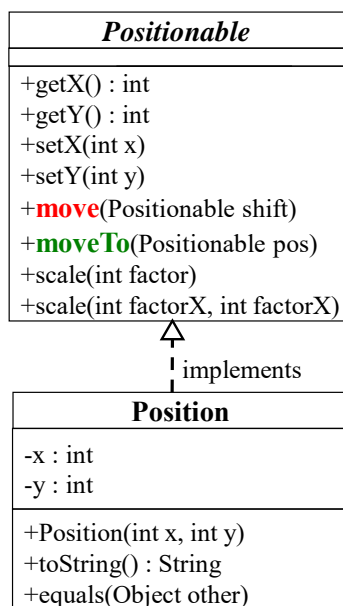 Positionable
+getX() : int
+getY() : int
+setX(int x)
+setY(int y)
+move(Positionable shift)
+moveTo(Positionable pos)
+scale(int factor)
+scale(int factorX, int factorX)
implements
Position
-x : int
-y : int
+Position(int x, int y)
+toString() : String
+equals(Object other)